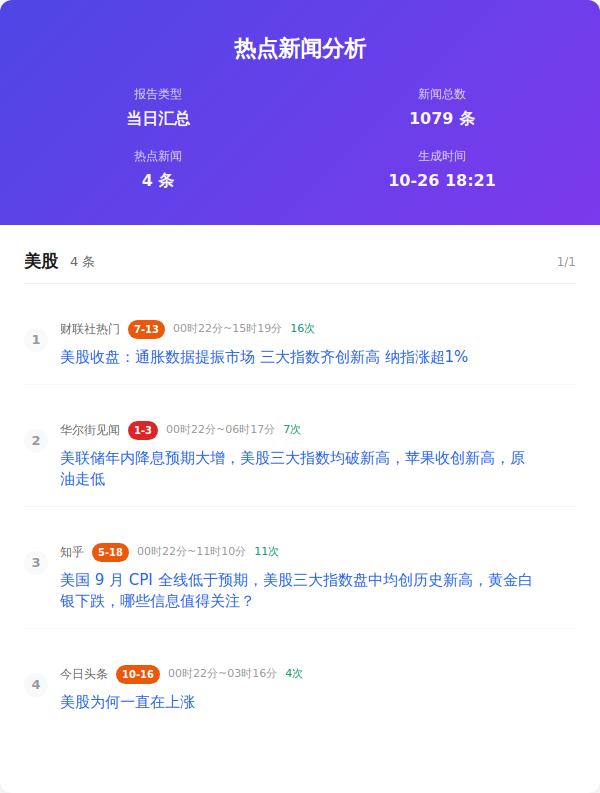 热点新闻分析
报告类型
新闻总数
当日汇总
1079 条
热点新闻
生成时间
4 条
10-26 18:21
美股 4 条 1/1
1
财联社热门 7-13 00时22分~15时19分 16次
美股收盘：通胀数据提振市场 三大指数齐创新高 纳指涨超1%
2
华尔街见闻 1-3 00时22分~06时17分 7次
美联储年内降息预期大增，美股三大指数均破新高，苹果收创新高，原
油走低
3
知乎 5-18 00时22分~11时10分 11次
美国 9 月 CPI 全线低于预期，美股三大指数盘中均创历史新高，黄金白
银下跌，哪些信息值得关注？
4
今日头条 10-16 00时22分~03时16分 4次
美股为何一直在上涨